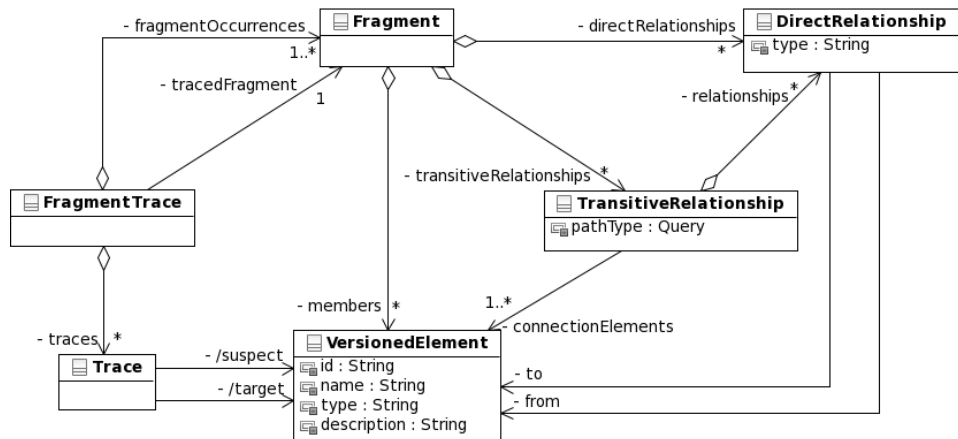 Fragment
DirectRelationship
- fragmentOccurrences
- directRelationships
type : String
1..*
*
- tracedFragment
1
- relationships
*
- transitiveRelationships
*
FragmentTrace
TransitiveRelationship
pathType : Query
1..*
- members
*
- connectionElements
- traces
*
VersionedElement
Trace
- /suspect
id : String
name : String
- to
- /target
type : String
- from
description : String